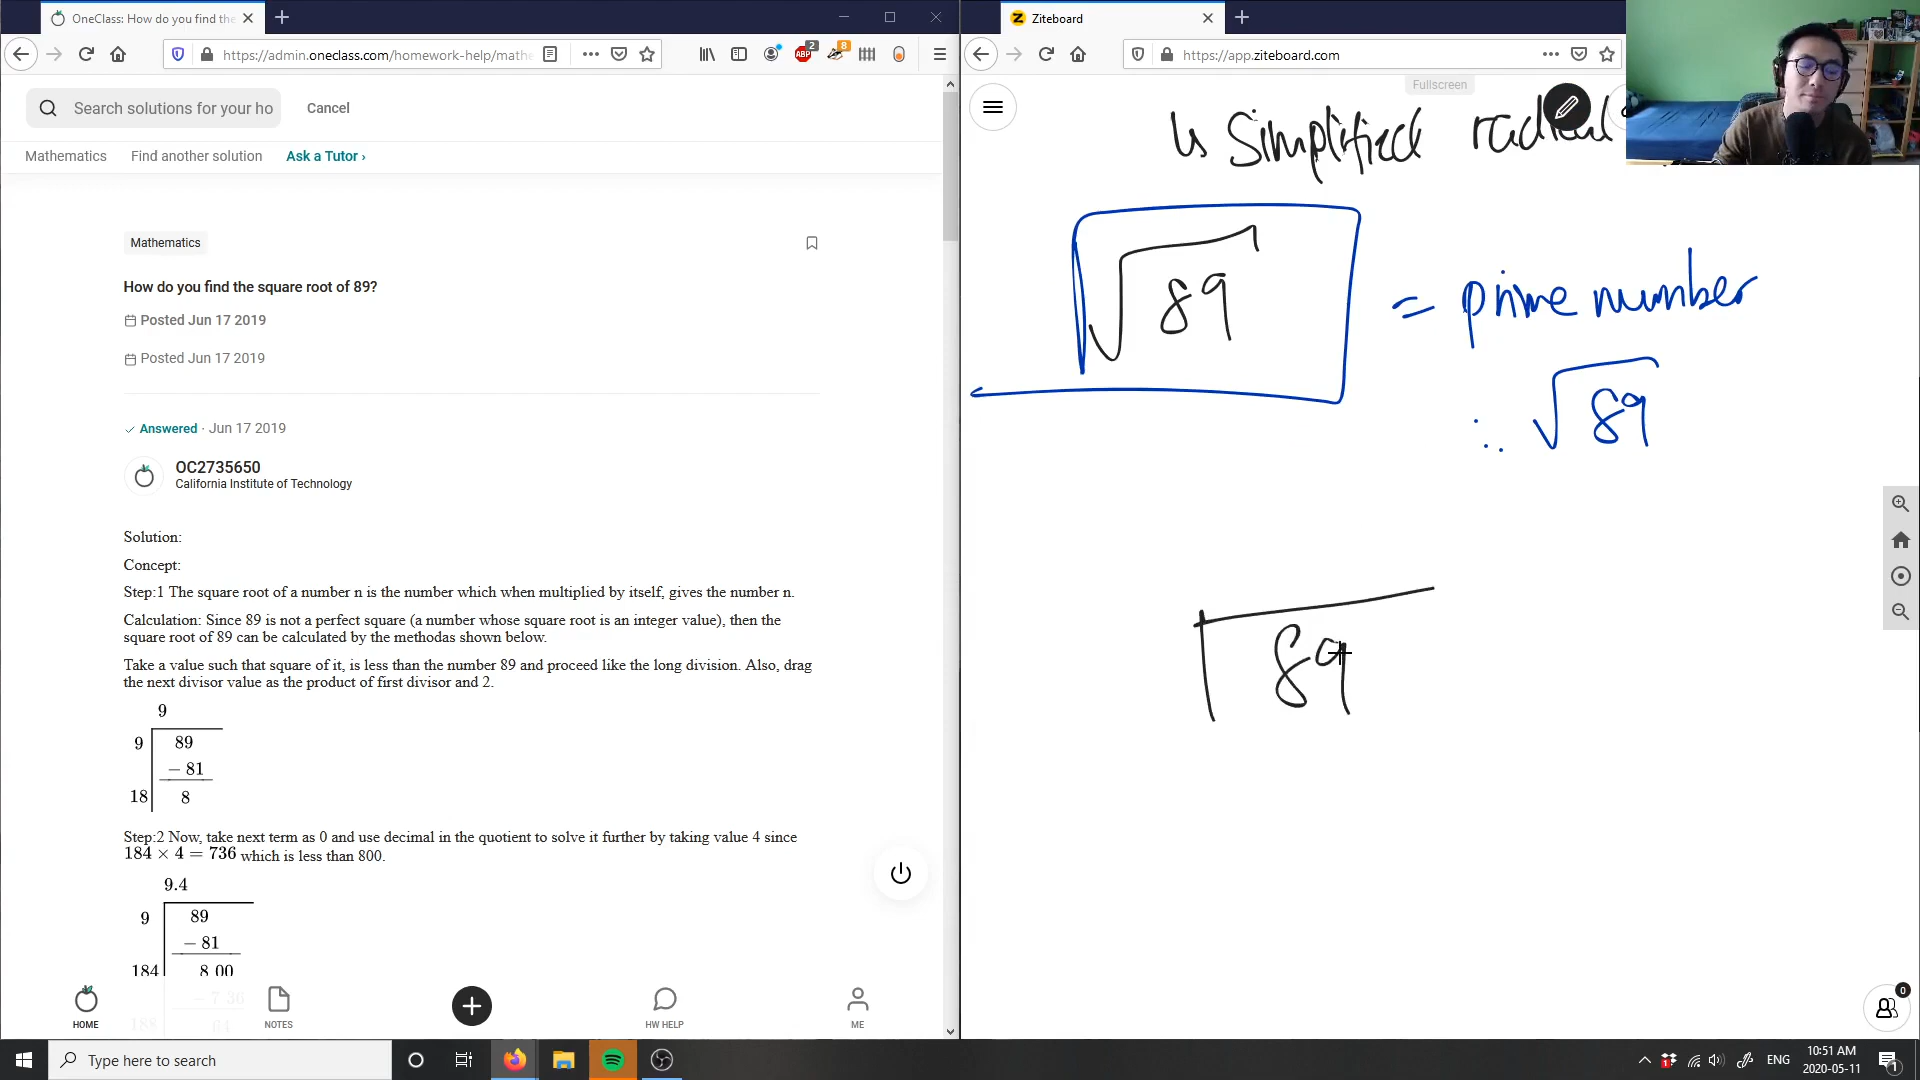 OneClass: How do you find the
Ziteboard
https://admin.oneclass.com/homework-help/mathe
2
8
https://app.ziteboard.com
Search solutions for your ho
Cancel
Mathematics
Find another solution
Ask a Tutor ›
Mathematics
How do you find the square root of 89?
Posted Jun 17 2019
Posted Jun 17 2019
Answered · Jun 17 2019
OC2735650
California Institute of Technology
Solution:
Concept:
Step:1 The square root of a number n is the number which when multiplied by itself, gives the number n.
Calculation: Since 89 is not a perfect square (a number whose square root is an integer value), then the
square root of 89 can be calculated by the methodas shown below.
Take a value such that square of it, is less than the number 89 and proceed like the long division. Also, drag
the next divisor value as the product of first divisor and 2.
9
9 89
− 81
18 8
Step:2 Now, take next term as 0 and use decimal in the quotient to solve it further by taking value 4 since
184 × 4 = 736 which is less than 800.
9.4
9 89
− 81
184 8 00
− 7 36
188 64
HOME
NOTES
HW HELP
ME
Fullscreen
is simplified radical
√89 = prime number
∴ √89
89
0
Type here to search
ENG
10:51 AM
2020-05-11
1